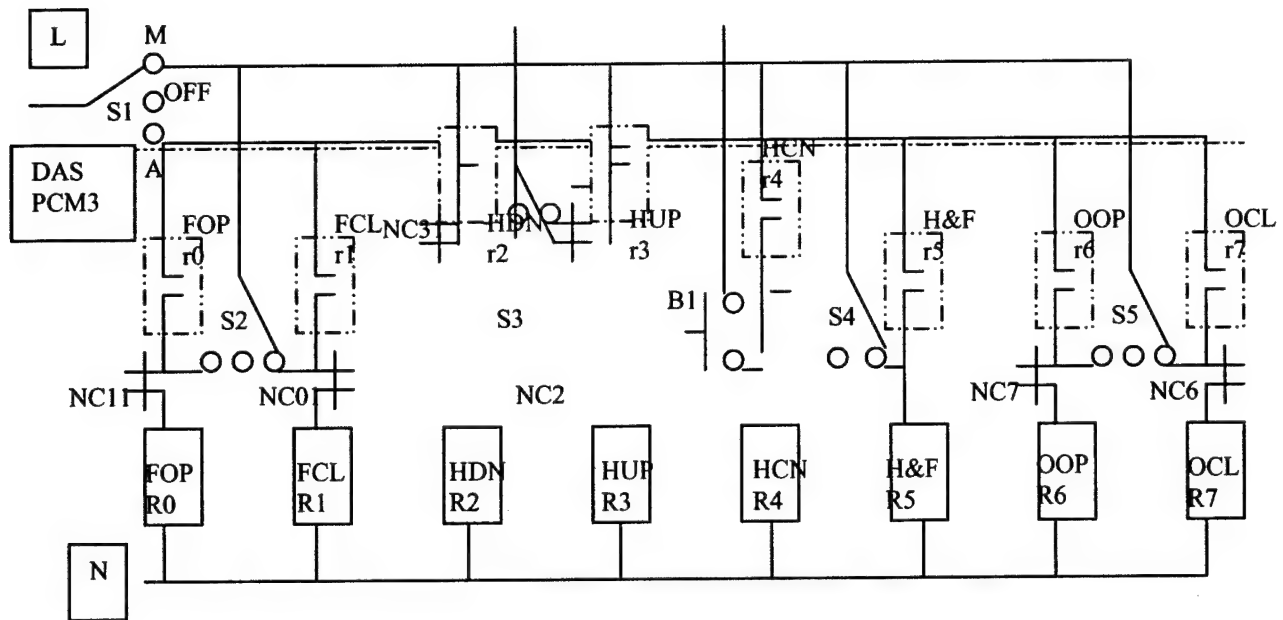 L
M
OFF
S1
A
DAS
PCM3
FOP
r0
FCL
r1
NC31
HDN
r2
HUP
r3
HCN
r4
H&F
r5
OOP
r6
OCL
r7
S2
S3
B1
S4
S5
NC11
NC01
NC2
NC7
NC6
FOP
R0
FCL
R1
HDN
R2
HUP
R3
HCN
R4
H&F
R5
OOP
R6
OCL
R7
N